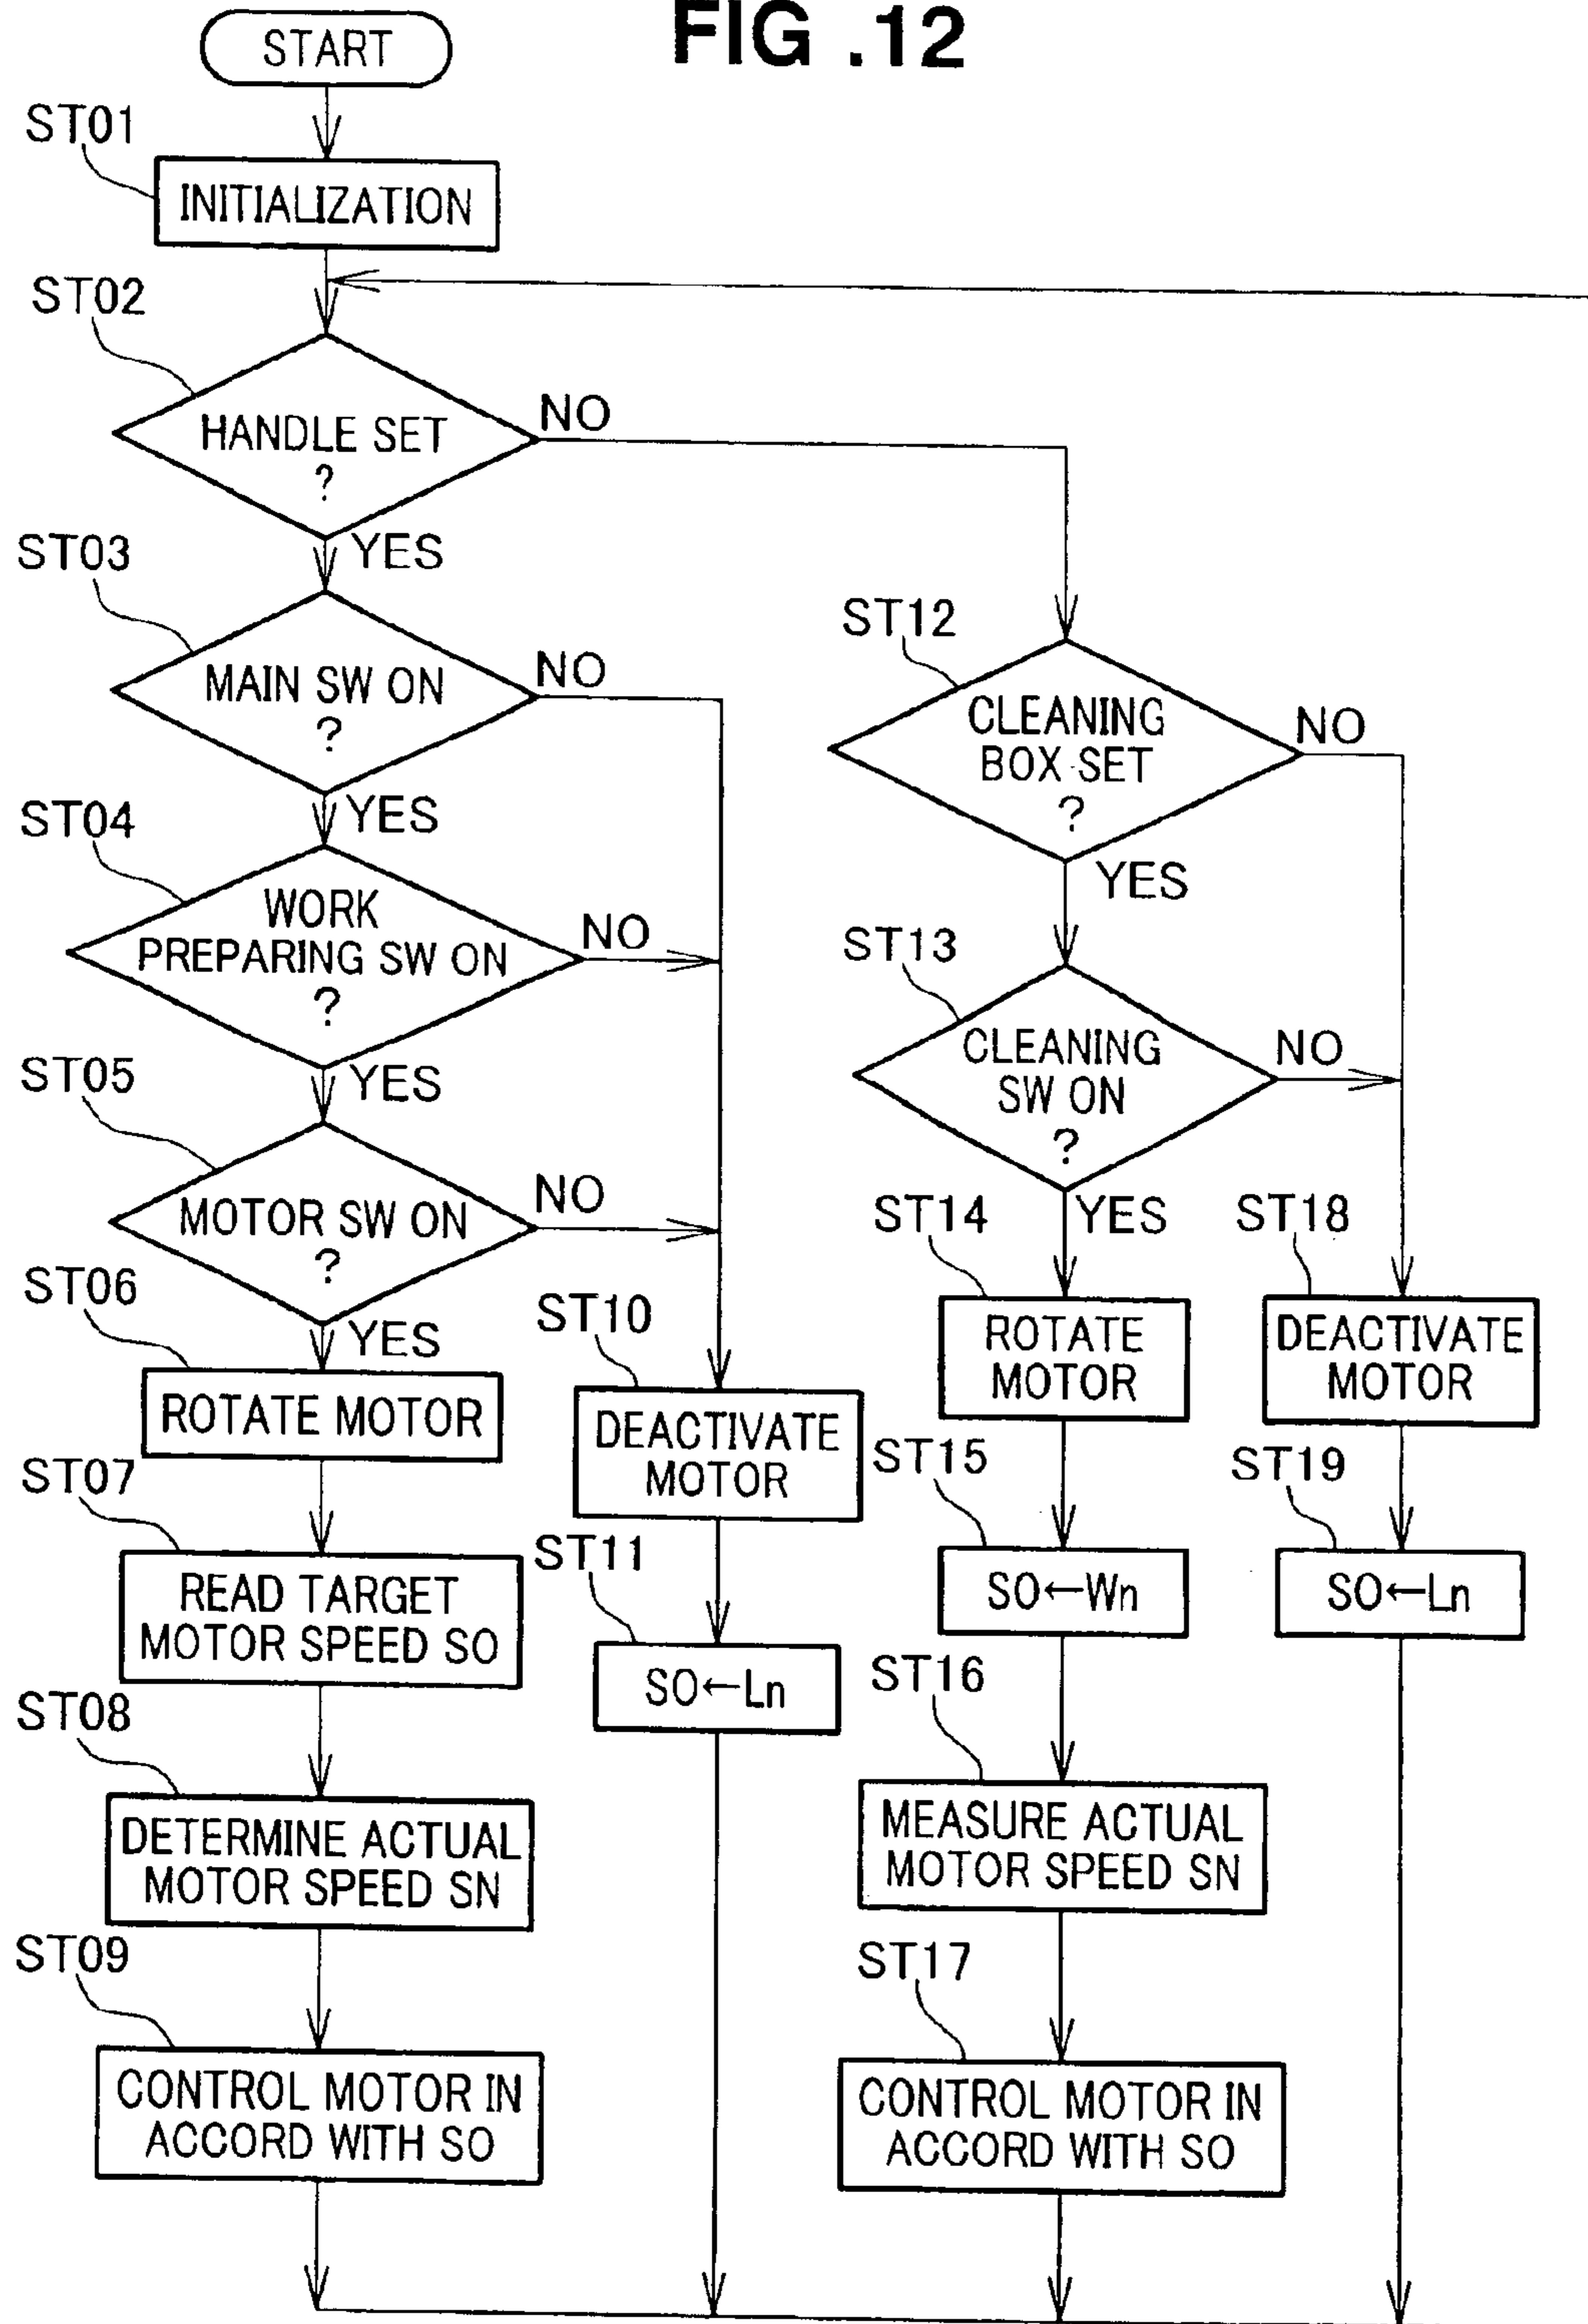 FIG .12
START
ST01
INITIALIZATION
ST02
HANDLE SET
?
NO
YES
ST03
MAIN SW ON
?
NO
YES
ST04
WORK
PREPARING SW ON
?
NO
YES
ST05
MOTOR SW ON
?
NO
YES
ST06
ROTATE MOTOR
ST07
READ TARGET
MOTOR SPEED SO
ST08
DETERMINE ACTUAL
MOTOR SPEED SN
ST09
CONTROL MOTOR IN
ACCORD WITH SO
ST10
DEACTIVATE
MOTOR
ST11
SO←Ln
ST12
CLEANING
BOX SET
?
NO
YES
ST13
CLEANING
SW ON
?
NO
YES
ST14
ROTATE
MOTOR
ST15
SO←Wn
ST16
MEASURE ACTUAL
MOTOR SPEED SN
ST17
CONTROL MOTOR IN
ACCORD WITH SO
ST18
DEACTIVATE
MOTOR
ST19
SO←Ln